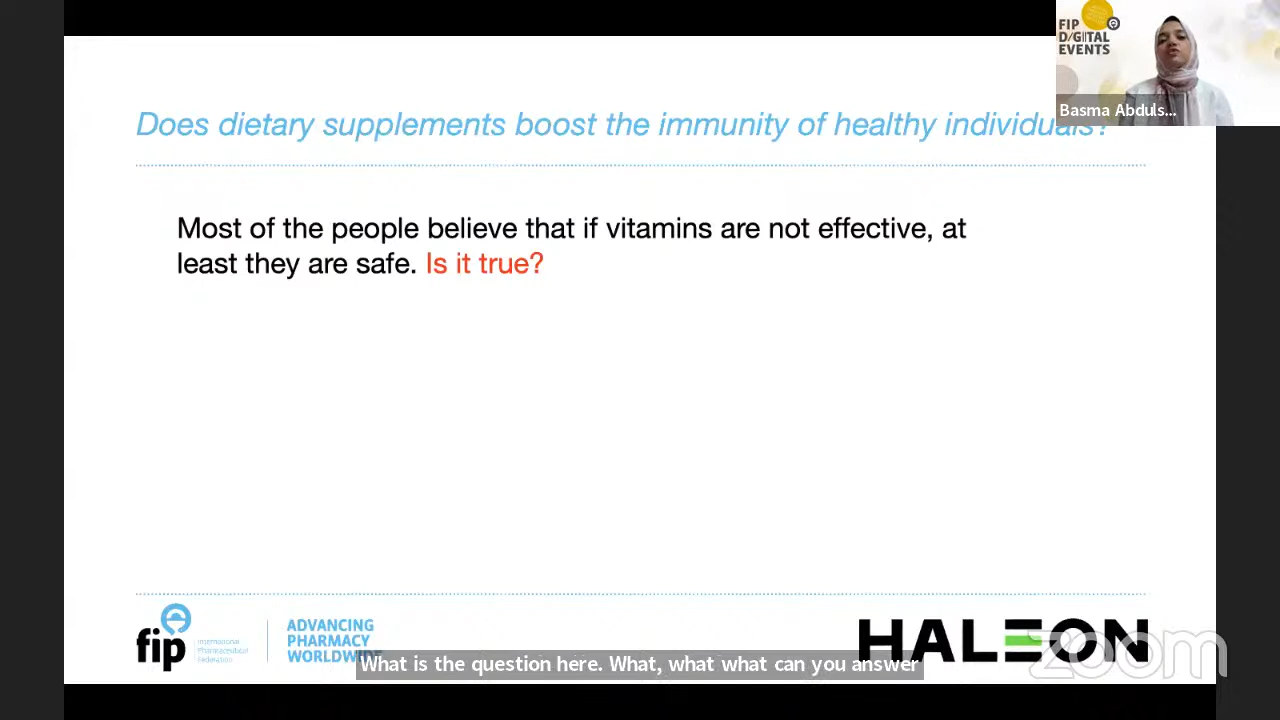 FIP
D/G/TAL
EVENTS
Basma Abduls...
Does dietary supplements boost the immunity of healthy individuals?
Most of the people believe that if vitamins are not effective, at
least they are safe. Is it true?
fip
International
Pharmaceutical
Federation
ADVANCING
PHARMACY
WORLDWIDE
HALEON
zoom
What is the question here. What, what what can you answer